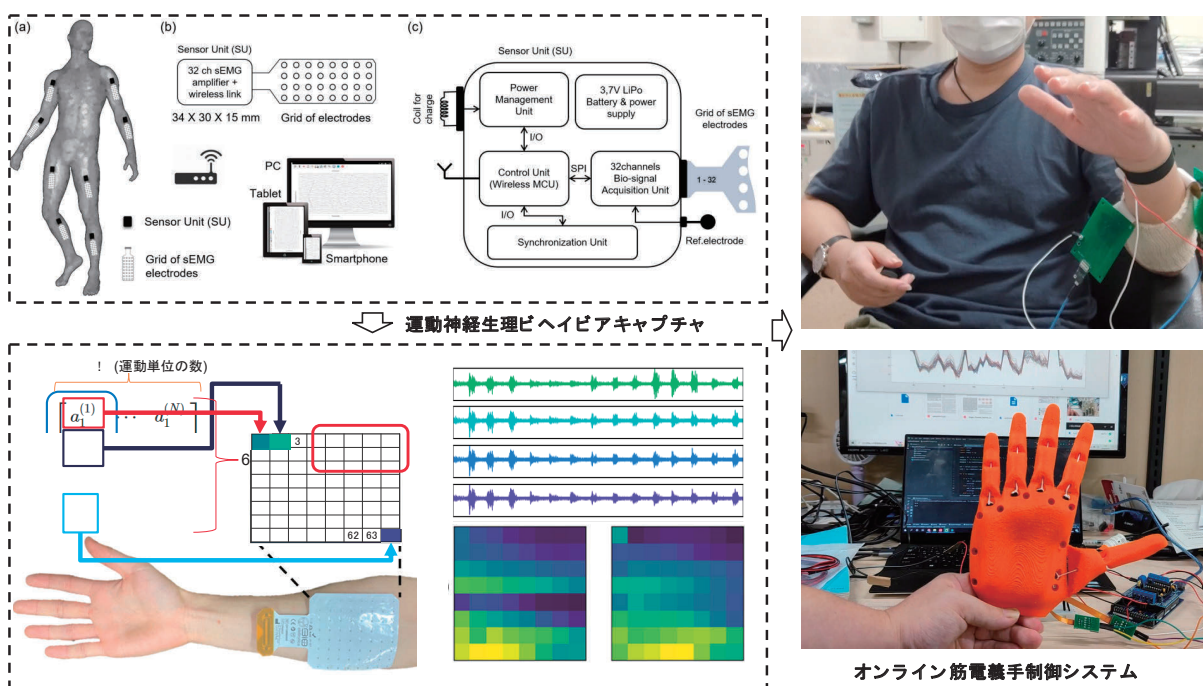 (a)
(b)
Sensor Unit (SU)
32 ch sEMG
amplifier +
wireless link
34 X 30 X 15 mm
Grid of electrodes
PC
Tablet
Smartphone
Sensor Unit (SU)
Grid of sEMG
electrodes
(c)
Sensor Unit (SU)
Coil for
charge
Power
Management
Unit
3,7V LiPo
Battery & power
supply
Grid of sEMG
electrodes
I/O
Control Unit
(Wireless MCU)
SPI
32channels
Bio-signal
Acquisition Unit
1 - 32
I/O
Synchronization Unit
Ref.electrode
運動神経生理ビヘイビアキャプチャ
! (運動単位の数)
a₁⁽¹⁾ ⋯ a₁⁽ᴺ⁾
3
6
62 63
オンライン筋電義手制御システム